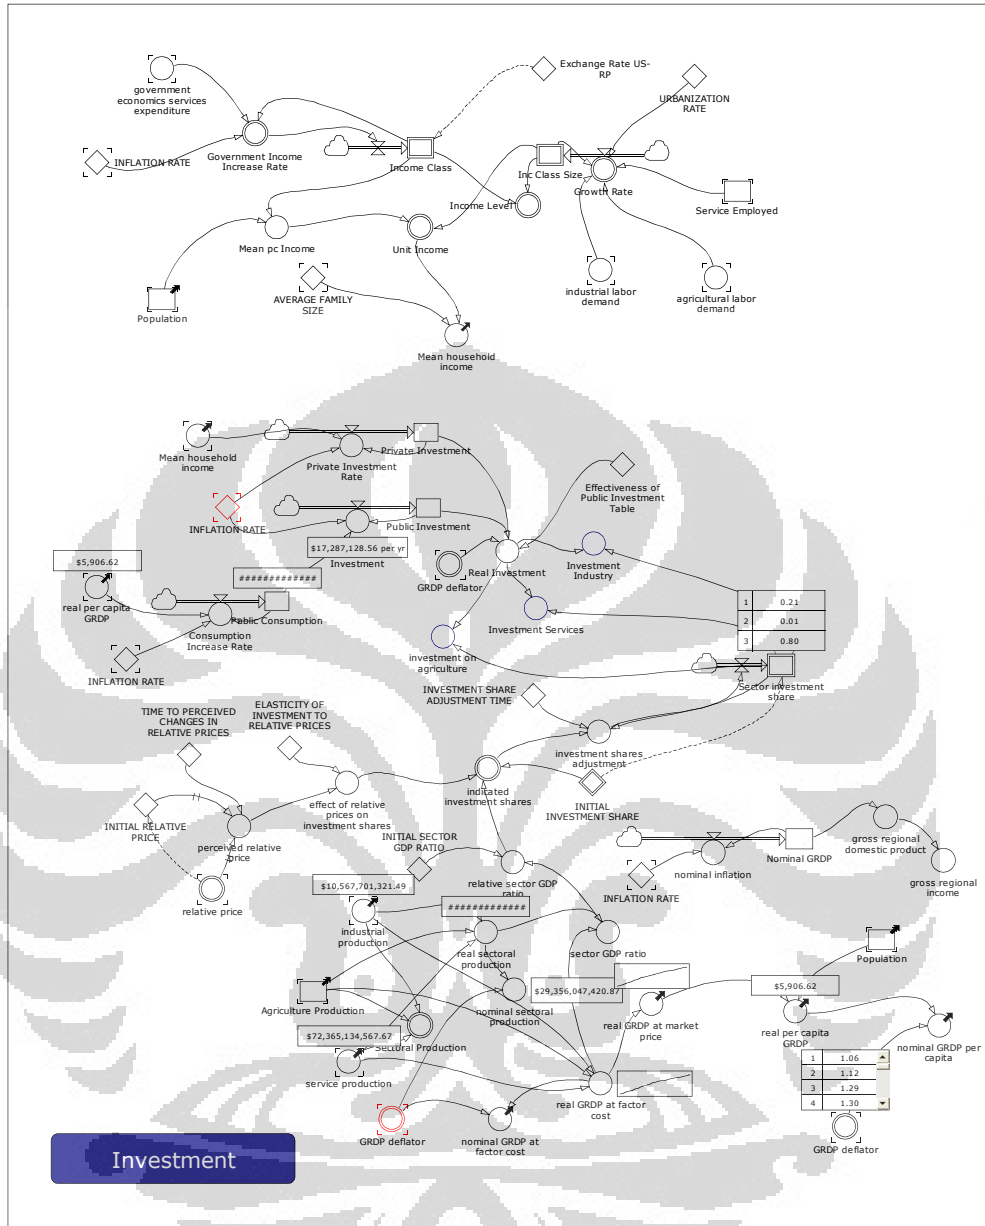 Exchange Rate US-
RP
government
economics services
expenditure
URBANIZATION
RATE
INFLATION RATE
Government Income
Increase Rate
Income Class
Inc Class Size
Growth Rate
Income Level
Service Employed
Mean pc Income
Unit Income
AVERAGE FAMILY
SIZE
industrial labor
demand
agricultural labor
demand
Population
Mean household
income
Mean household
income
Private Investment
Private Investment
Rate
Effectiveness of
Public Investment
Table
INFLATION RATE
Public Investment
$17,287,128.56 per yr
Investment
$5,906.62
#############
real per capita
GRDP
GRDP deflator
Real Investment
Investment
Industry
Public Consumption
Consumption
Increase Rate
Investment Services
1 0.21
2 0.01
3 0.80
investment on
agriculture
INFLATION RATE
Sector investment
share
INVESTMENT SHARE
ADJUSTMENT TIME
TIME TO PERCEIVED
CHANGES IN
RELATIVE PRICES
ELASTICITY OF
INVESTMENT TO
RELATIVE PRICES
investment shares
adjustment
indicated
investment shares
INITIAL
INVESTMENT SHARE
effect of relative
prices on
investment shares
INITIAL RELATIVE
PRICE
perceived relative
price
INITIAL SECTOR
GDP RATIO
Nominal GRDP
gross regional
domestic product
nominal inflation
INFLATION RATE
gross regional
income
relative sector GDP
ratio
relative price
$10,567,701,321.49
#############
industrial
production
real sectoral
production
sector GDP ratio
Population
Agriculture Production
nominal sectoral
production
$29,356,047,420.87
real GRDP at market
price
$5,906.62
real per capita
GRDP
nominal GRDP per
capita
$72,365,134,567.67
Sectoral Production
service production
real GRDP at factor
cost
1 1.06
2 1.12
3 1.29
4 1.30
GRDP deflator
nominal GRDP at
factor cost
GRDP deflator
Investment